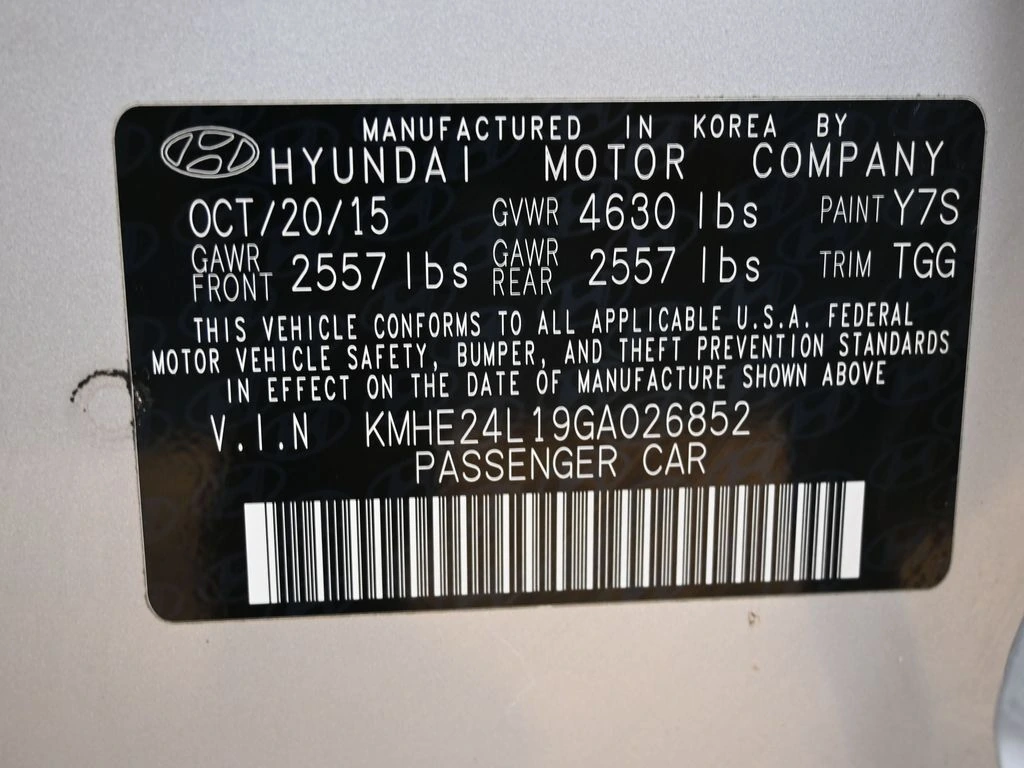 MANUFACTURED IN KOREA BY
HYUNDAI MOTOR COMPANY
OCT/20/15 GVWR 4630 lbs PAINT Y7S
GAWR FRONT 2557 lbs GAWR REAR 2557 lbs TRIM TGG
THIS VEHICLE CONFORMS TO ALL APPLICABLE U.S.A. FEDERAL
MOTOR VEHICLE SAFETY, BUMPER, AND THEFT PREVENTION STANDARDS
IN EFFECT ON THE DATE OF MANUFACTURE SHOWN ABOVE
V.I.N KMHE24L19GA026852
PASSENGER CAR